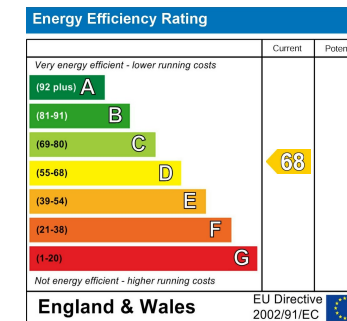 Energy Efficiency Rating
Current Poten
Very energy efficient - lower running costs
(92 plus) A
(81-91) B
(69-80) C
(55-68) D
68
(39-54) E
(21-38) F
(1-20) G
Not energy efficient - higher running costs
England & Wales
EU Directive
2002/91/EC